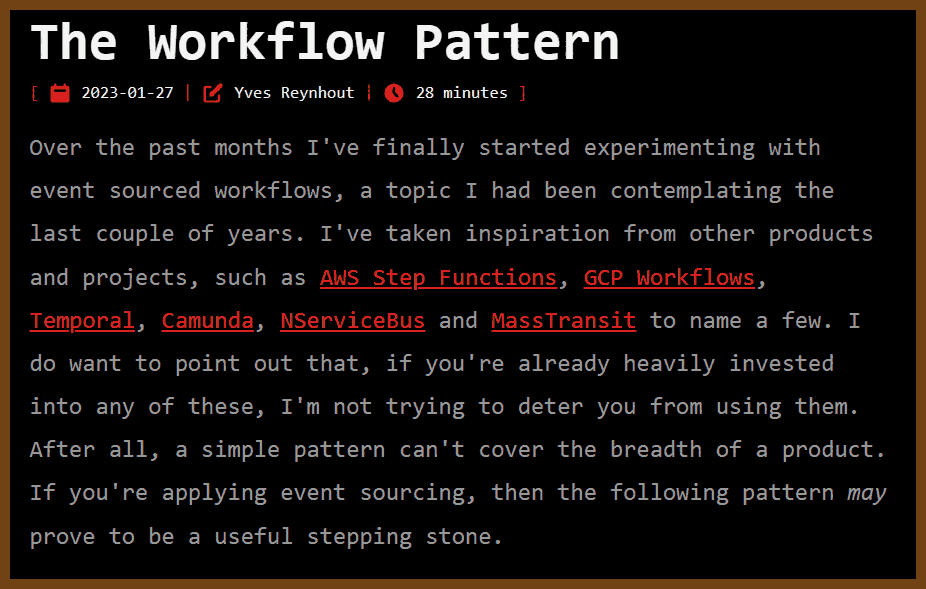 The Workflow Pattern
{ 2023-01-27 | Yves Reynhout | 28 minutes }
Over the past months I've finally started experimenting with
event sourced workflows, a topic I had been contemplating the
last couple of years. I've taken inspiration from other products
and projects, such as AWS Step Functions, GCP Workflows,
Temporal, Camunda, NServiceBus and MassTransit to name a few. I
do want to point out that, if you're already heavily invested
into any of these, I'm not trying to deter you from using them.
After all, a simple pattern can't cover the breadth of a product.
If you're applying event sourcing, then the following pattern may
prove to be a useful stepping stone.